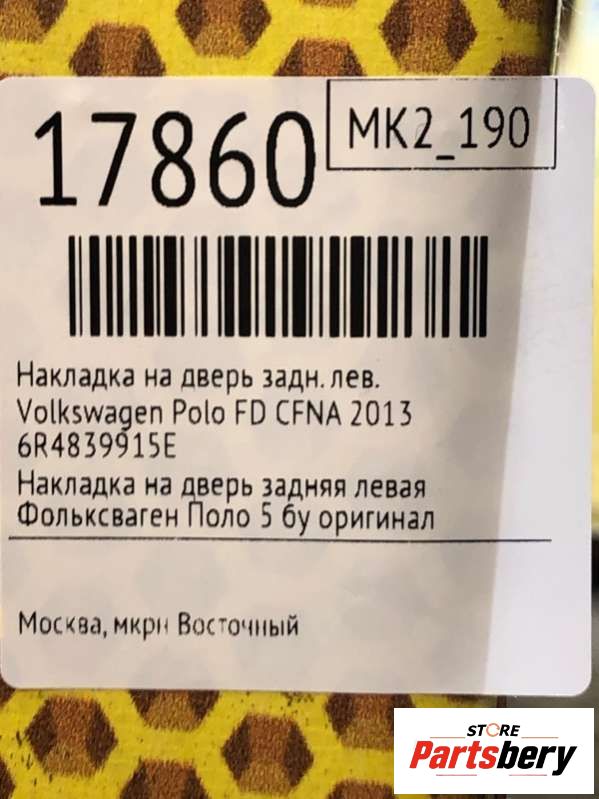 17860
MK2_190
Накладка на дверь задн. лев.
Volkswagen Polo FD CFNA 2013
6R4839915E
Накладка на дверь задняя левая
Фольксваген Поло 5 бу оригинал
Москва, мкрн Восточный
STORE
Partsbery